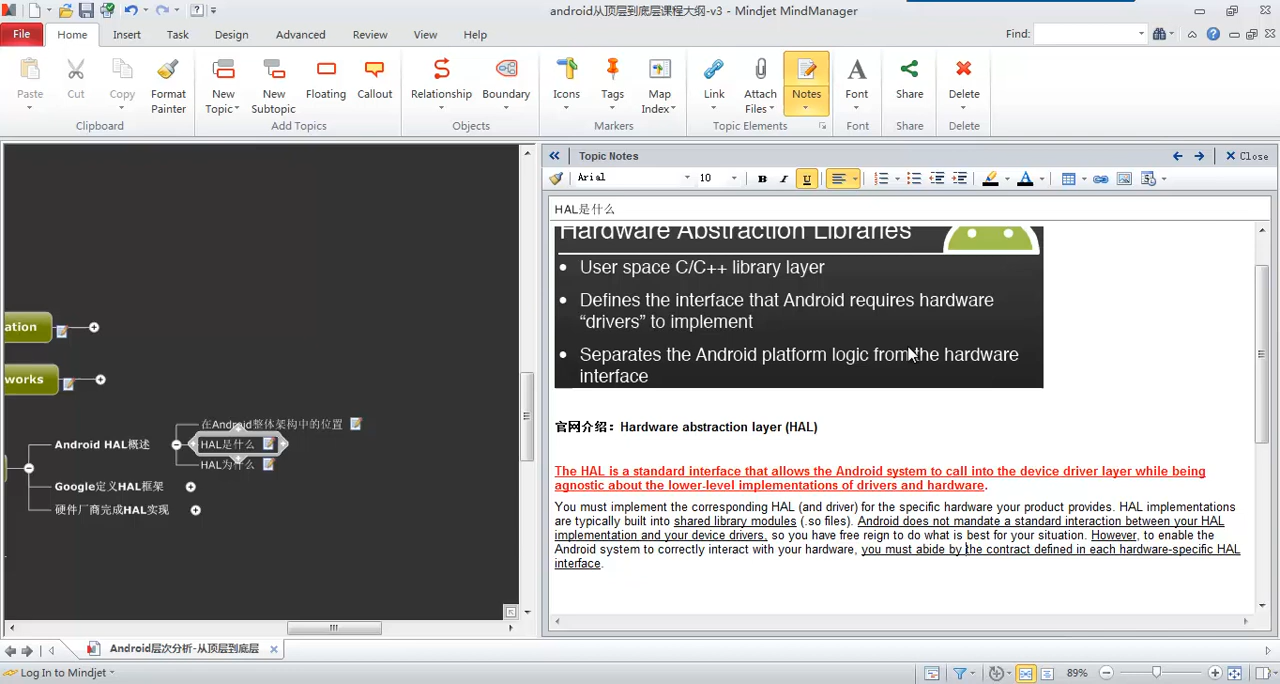 android从顶层到底层课程大纲-v3 - Mindjet MindManager
File Home Insert Task Design Advanced Review View Help Find:
Paste Cut Copy Format Painter New Topic New Subtopic Floating Callout Relationship Boundary Icons Tags Map Index Link Attach Files Notes Font Share Delete
Clipboard Add Topics Objects Markers Topic Elements Font Share Delete
Topic Notes Close
Arial 10 B I U
HAL是什么
Hardware Abstraction Libraries
• User space C/C++ library layer
• Defines the interface that Android requires hardware
“drivers” to implement
• Separates the Android platform logic from the hardware
interface
官网介绍：Hardware abstraction layer (HAL)
The HAL is a standard interface that allows the Android system to call into the device driver layer while being
agnostic about the lower-level implementations of drivers and hardware.
You must implement the corresponding HAL (and driver) for the specific hardware your product provides. HAL implementations
are typically built into shared library modules (.so files). Android does not mandate a standard interaction between your HAL
implementation and your device drivers, so you have free reign to do what is best for your situation. However, to enable the
Android system to correctly interact with your hardware, you must abide by the contract defined in each hardware-specific HAL
interface.
ation
works
Android HAL概述
在Android整体架构中的位置
HAL是什么
HAL为什么
Google定义HAL框架
硬件厂商完成HAL实现
Android层次分析-从顶层到底层
Log In to Mindjet 89%